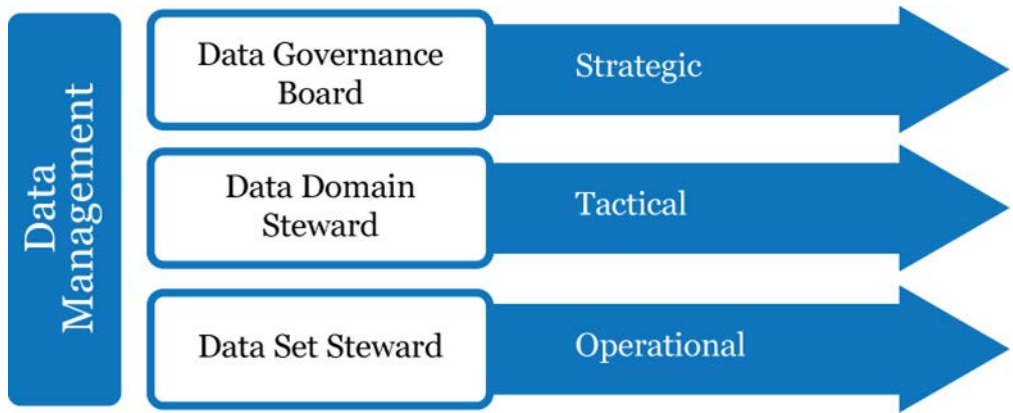 Data
Management
Data Governance
Board
Strategic
Data Domain
Steward
Tactical
Data Set Steward
Operational